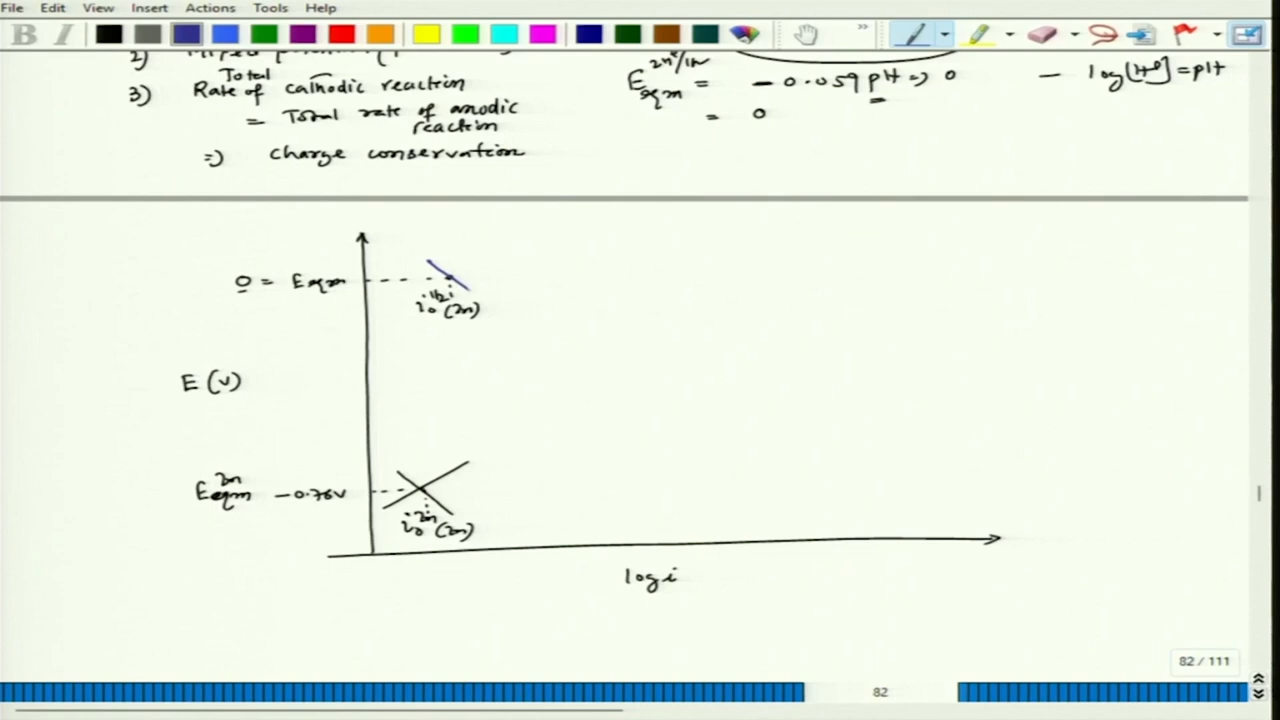 File Edit View Insert Actions Tools Help
B I
2)
3) Total Rate of cathodic reaction
= Total rate of anodic reaction
=) Charge conservation
E eqm 2H⁺/H₂ = - 0.059 pH => 0
= 0
- log[H⁺] = pH
0 = Eeqm
i₀ H₂ (Zn)
E (V)
E eqm Zn -0.76V
i₀ Zn (Zn)
log i
82 / 111
82